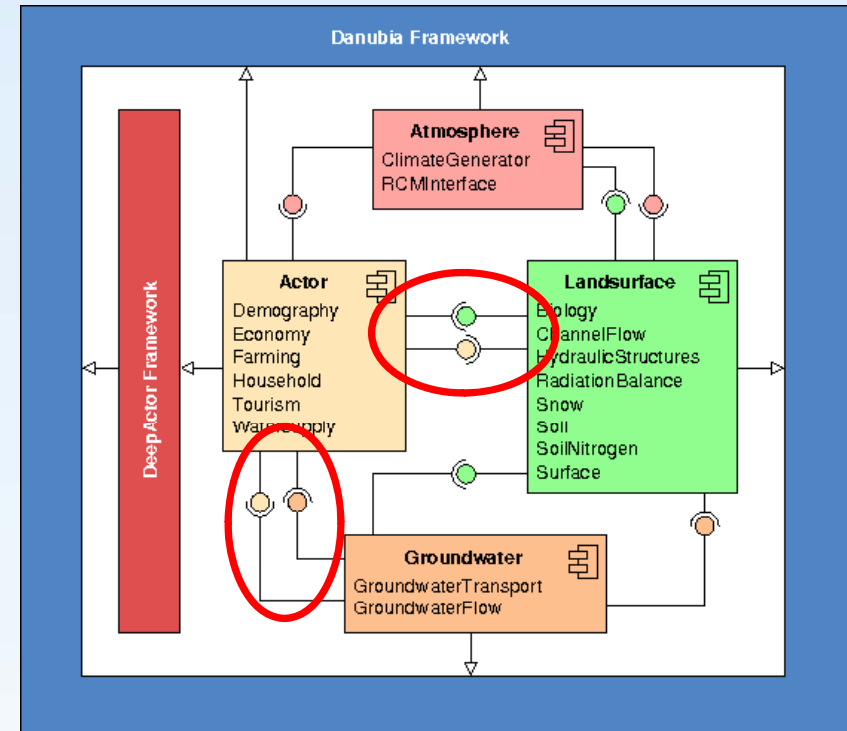 Danubia Framework
Atmosphere
ClimateGenerator
RCMInterface
DeepActor Framework
Actor
Demography
Economy
Farming
Household
Tourism
Watersupply
Landsurface
Biology
ChannelFlow
HydraulicStructures
RadiationBalance
Snow
Soil
SoilNitrogen
Surface
Groundwater
GroundwaterTransport
GroundwaterFlow